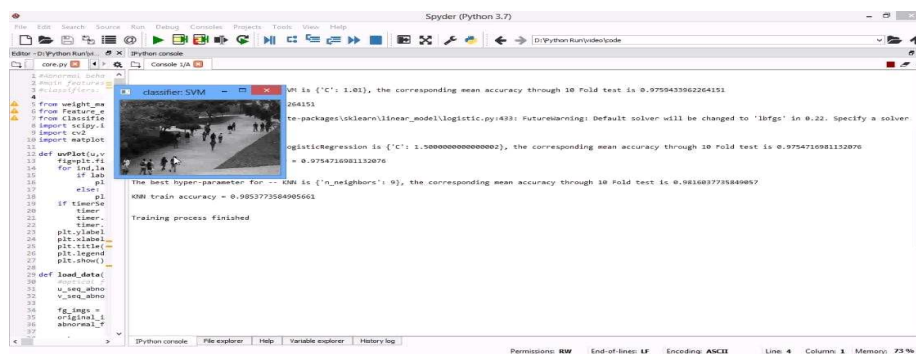 Spyder (Python 3.7)
File Edit Search Source Run Debug Consoles Projects Tools View Help
D:\Python Run\video\code
Editor - D:\Python Run\vi...
IPython console
core.py
Console 1/A
1 #Abnormal beha
2 #main features
3 #classifiers.
4
5 from weight_ma
6 from Feature_e
7 from Classifie
8 import scipy.i
9 import cv2
10 import matplot
11
12 def uvPlot(u,v
13 fig=plt.fi
14 for ind,la
15 if lab
16 pl
17 else:
18 pl
19 if timerSe
20 timer
21 timer.
22 timer.
23 plt.ylabel
24 plt.xlabel
25 plt.title(
26 plt.legend
27 plt.show()
28
29 def load_data(
30 #optical f
31 u_seq_abno
32 v_seq_abno
33
34 fg_imgs =
35 original_i
36 abnormal_f
37
classifier: SVM
VM is {'C': 1.01}, the corresponding mean accuracy through 10 Fold test is 0.9759433962264151
264151
te-packages\sklearn\linear_model\logistic.py:433: FutureWarning: Default solver will be changed to 'lbfgs' in 0.22. Specify a solver
ogisticRegression is {'C': 1.5000000000000002}, the corresponding mean accuracy through 10 Fold test is 0.9754716981132076
= 0.9754716981132076
The best hyper-parameter for -- KNN is {'n_neighbors': 9}, the corresponding mean accuracy through 10 Fold test is 0.9816037735849057
KNN train accuracy = 0.9853773584905661
Training process finished
IPython console File explorer Help Variable explorer History log
Permissions: RW End-of-lines: LF Encoding: ASCII Line: 4 Column: 1 Memory: 73 %